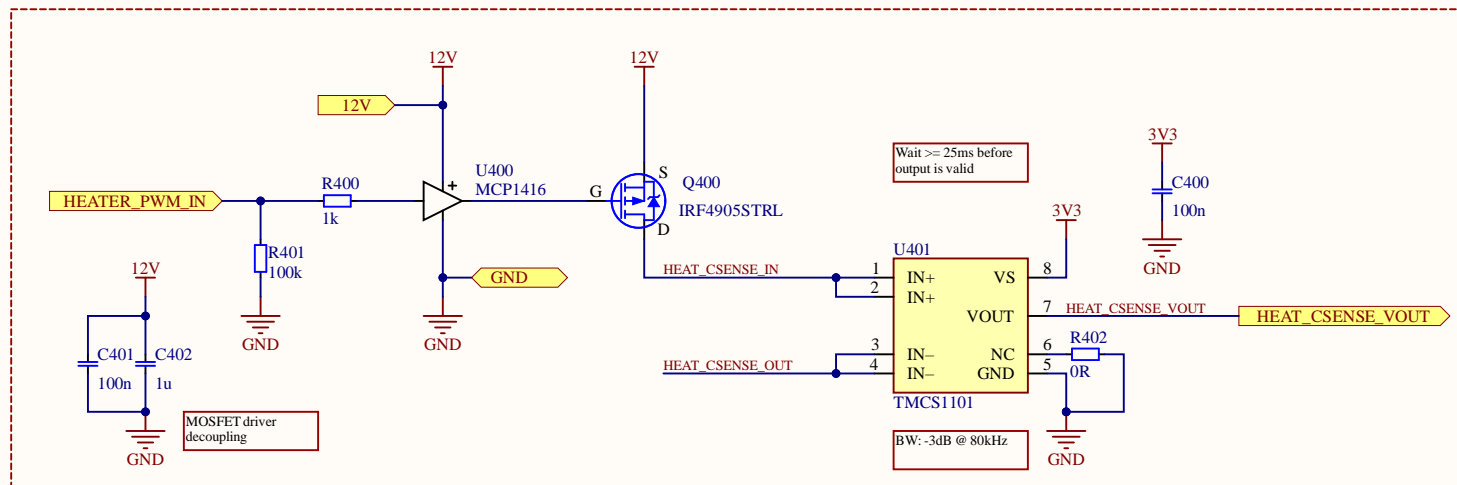 12V
12V
12V
HEATER_PWM_IN
R400
1k
R401
100k
GND
U400
MCP1416
+
GND
GND
G
S
D
Q400
IRF4905STRL
12V
C401
100n
C402
1u
GND
MOSFET driver
decoupling
Wait >= 25ms before
output is valid
3V3
C400
100n
GND
3V3
U401
HEAT_CSENSE_IN
1 IN+ VS 8
2 IN+
VOUT 7 HEAT_CSENSE_VOUT
HEAT_CSENSE_VOUT
R402
0R
3 IN– NC 6
HEAT_CSENSE_OUT
4 IN– GND 5
TMCS1101
BW: -3dB @ 80kHz
GND